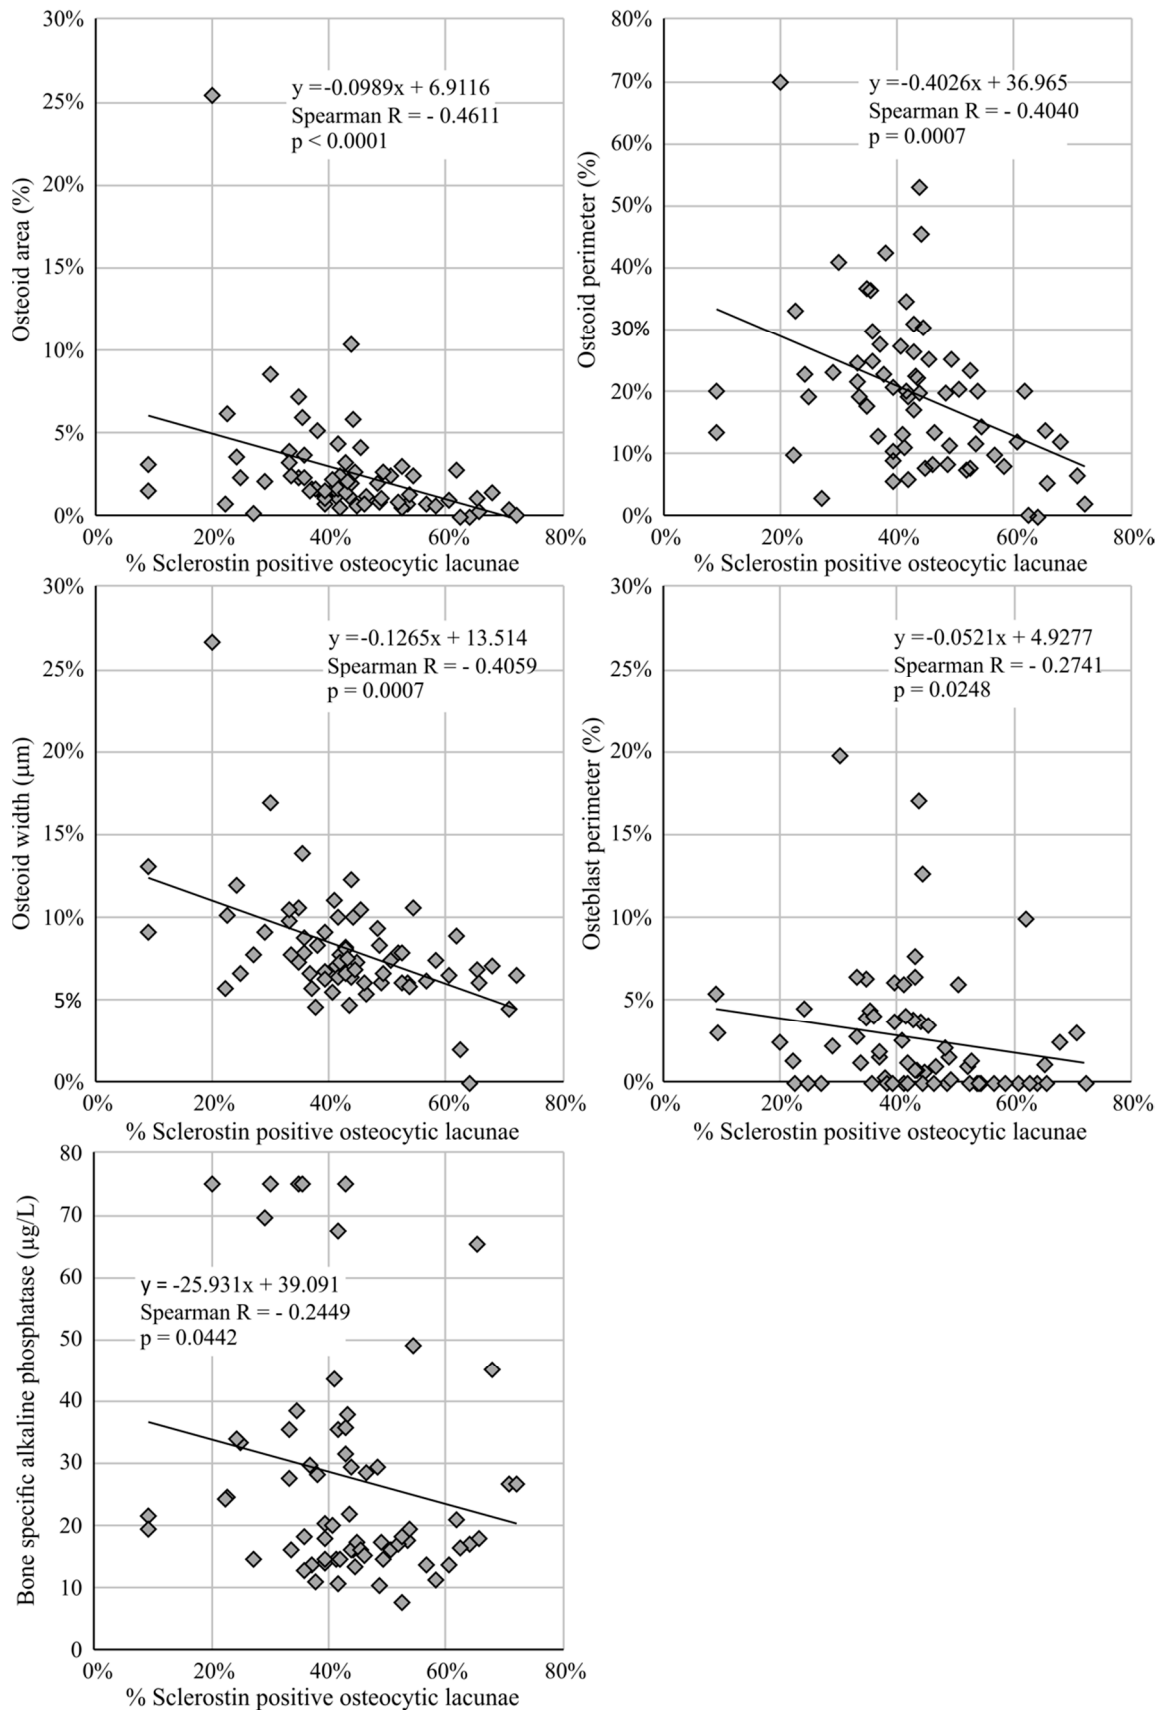 30%
25%
20%
15%
10%
5%
0%
Osteoid area (%)
y =-0.0989x + 6.9116
Spearman R = - 0.4611
p < 0.0001
0% 20% 40% 60% 80%
% Sclerostin positive osteocytic lacunae
80%
70%
60%
50%
40%
30%
20%
10%
0%
Osteoid perimeter (%)
y =-0.4026x + 36.965
Spearman R = - 0.4040
p = 0.0007
0% 20% 40% 60% 80%
% Sclerostin positive osteocytic lacunae
30%
25%
20%
15%
10%
5%
0%
Osteoid width (µm)
y =-0.1265x + 13.514
Spearman R = - 0.4059
p = 0.0007
0% 20% 40% 60% 80%
% Sclerostin positive osteocytic lacunae
30%
25%
20%
15%
10%
5%
0%
Osteblast perimeter (%)
y =-0.0521x + 4.9277
Spearman R = - 0.2741
p = 0.0248
0% 20% 40% 60% 80%
% Sclerostin positive osteocytic lacunae
80
70
60
50
40
30
20
10
0
Bone specific alkaline phosphatase (µg/L)
y = -25.931x + 39.091
Spearman R = - 0.2449
p = 0.0442
0% 20% 40% 60% 80%
% Sclerostin positive osteocytic lacunae